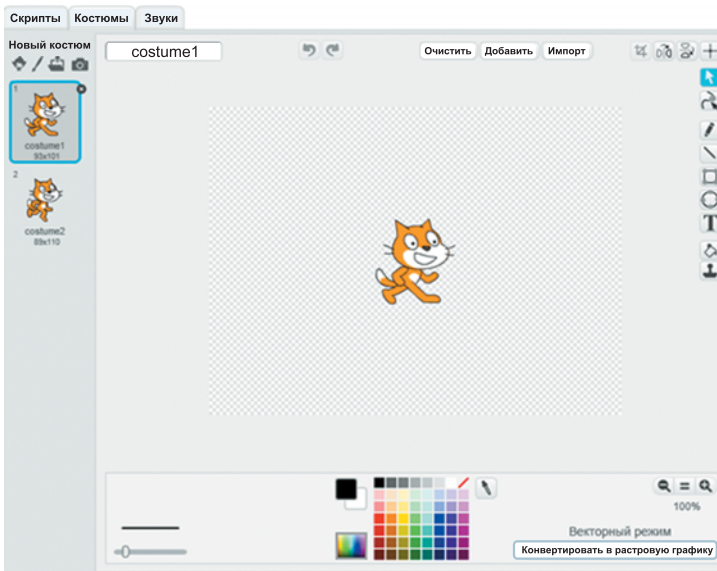 Скрипты Костюмы Звуки
Новый костюм
costume1
Очистить Добавить Импорт
1
costume1
93x101
2
costume2
89x110
T
100%
Векторный режим
Конвертировать в растровую графику